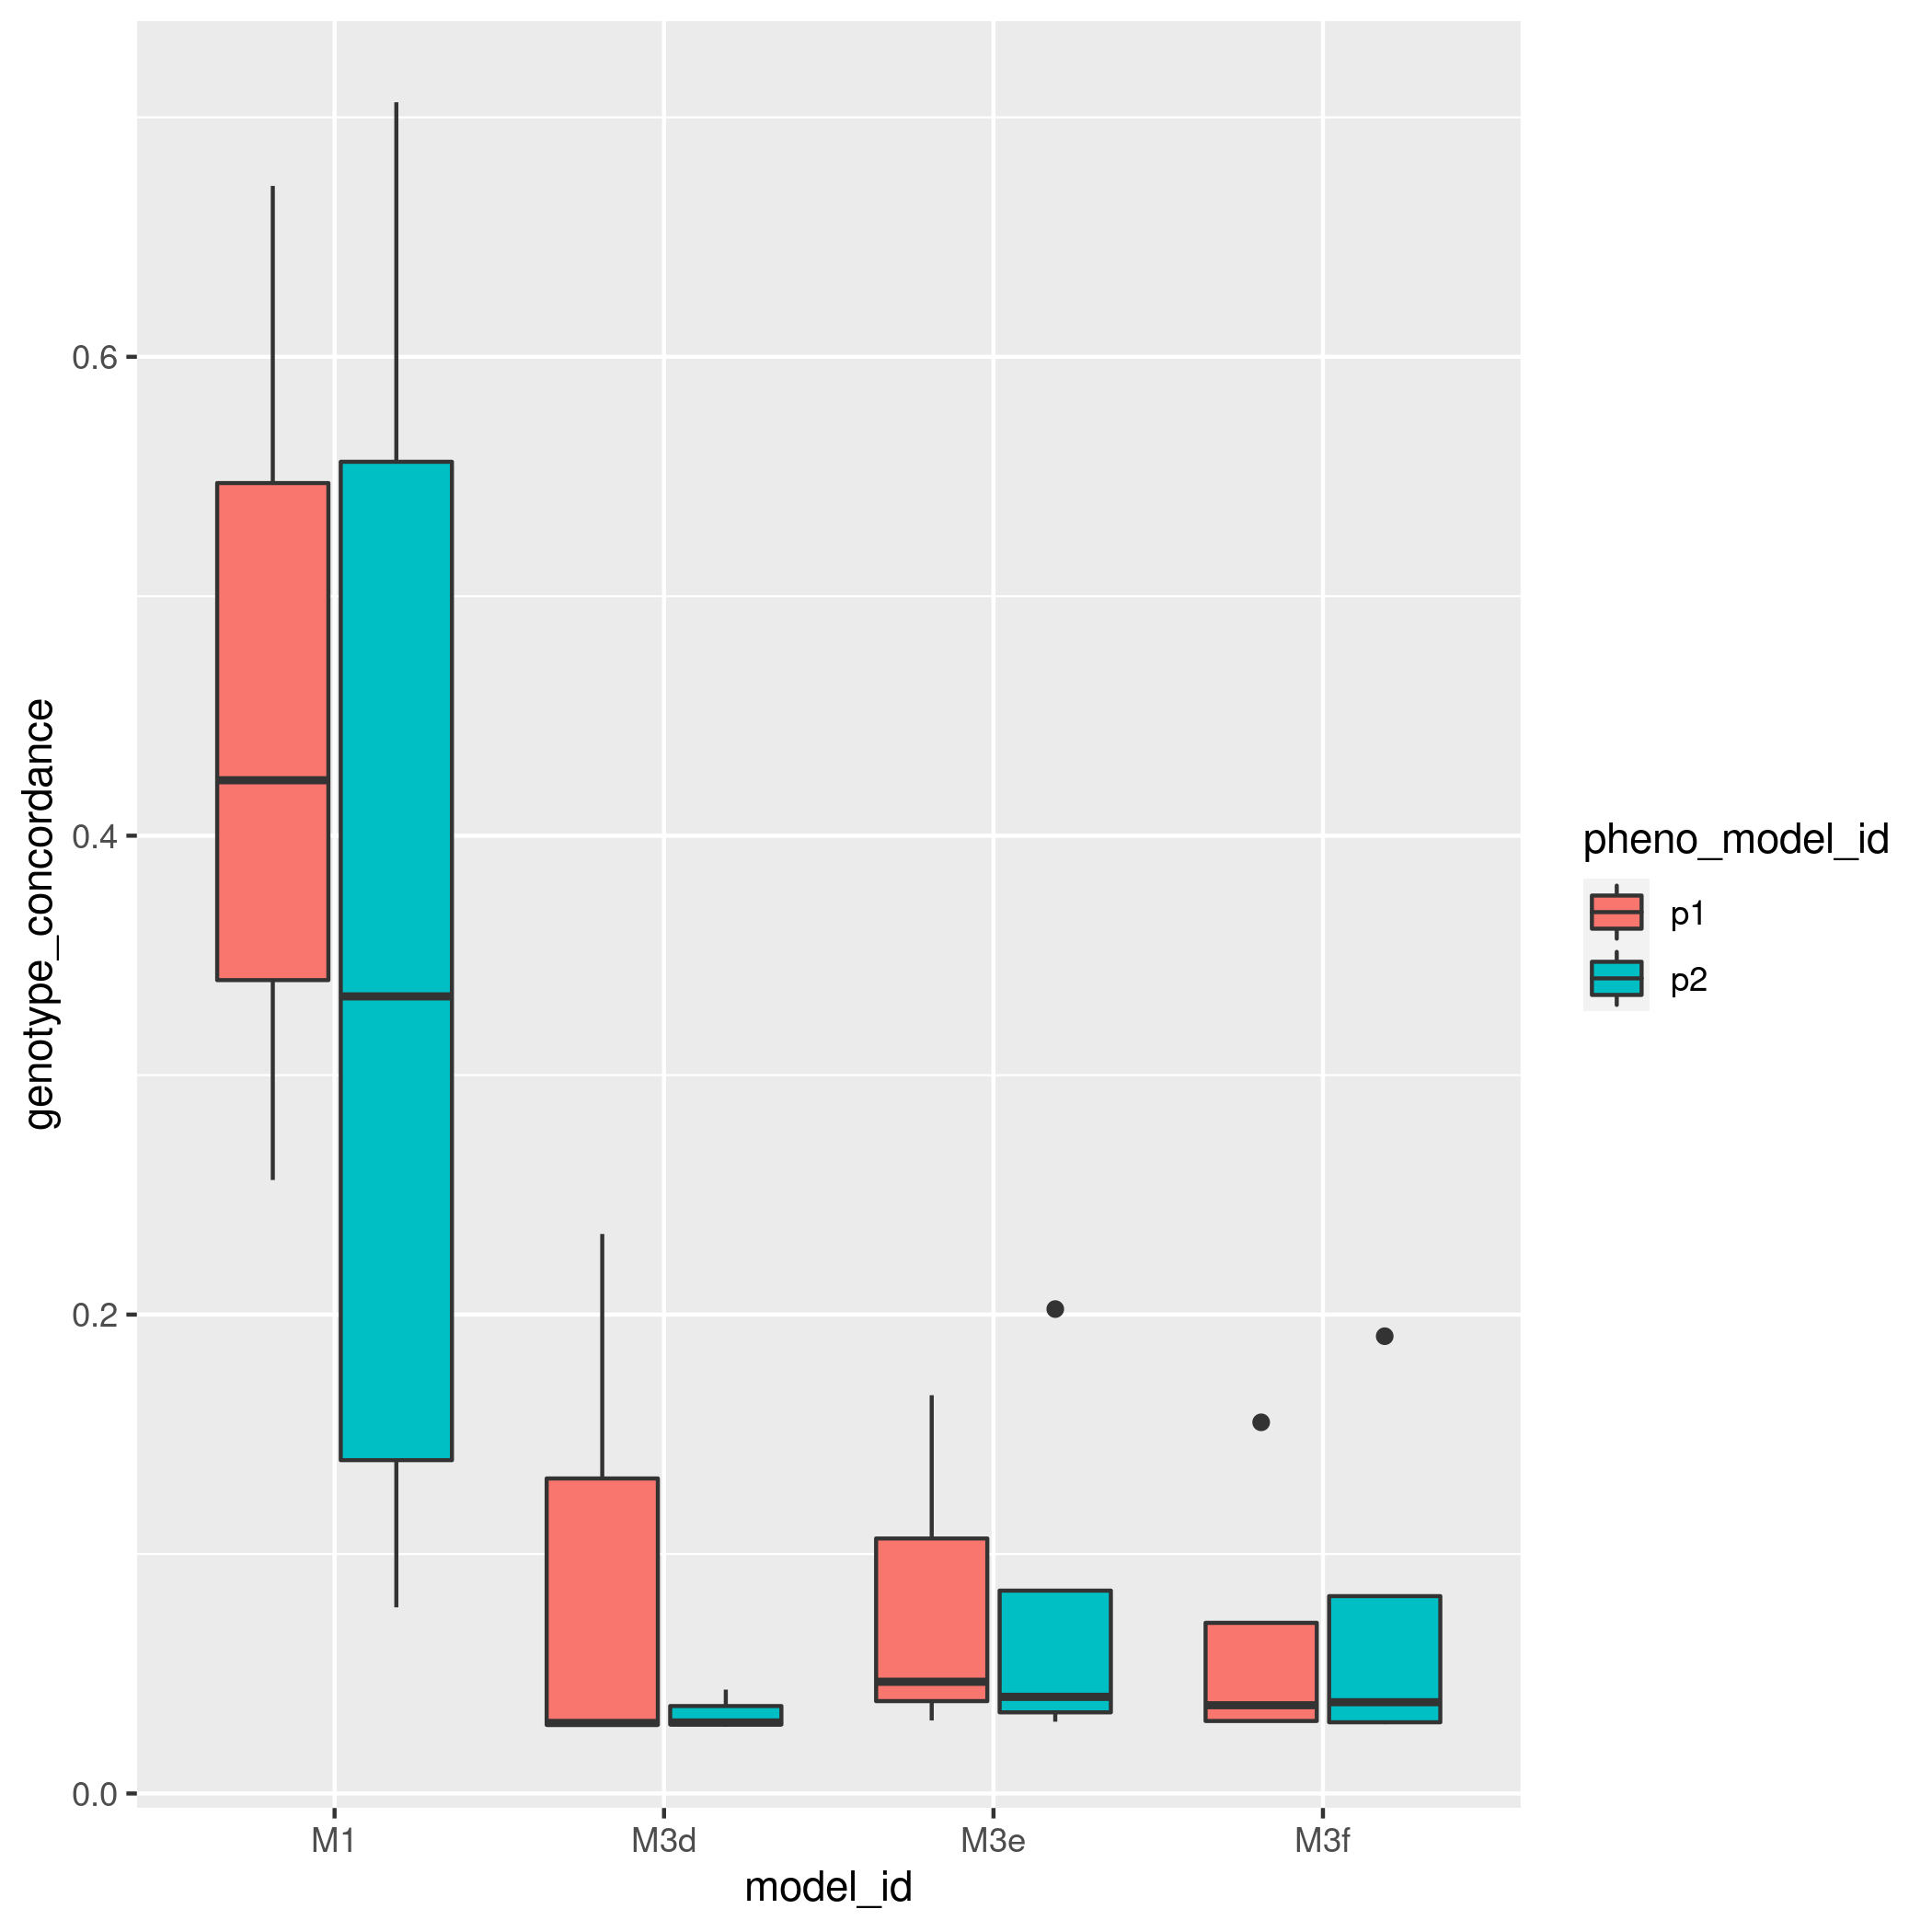 genotype_concordance
0.6
0.4
0.2
0.0
M1 M3d M3e M3f
model_id
pheno_model_id
p1
p2